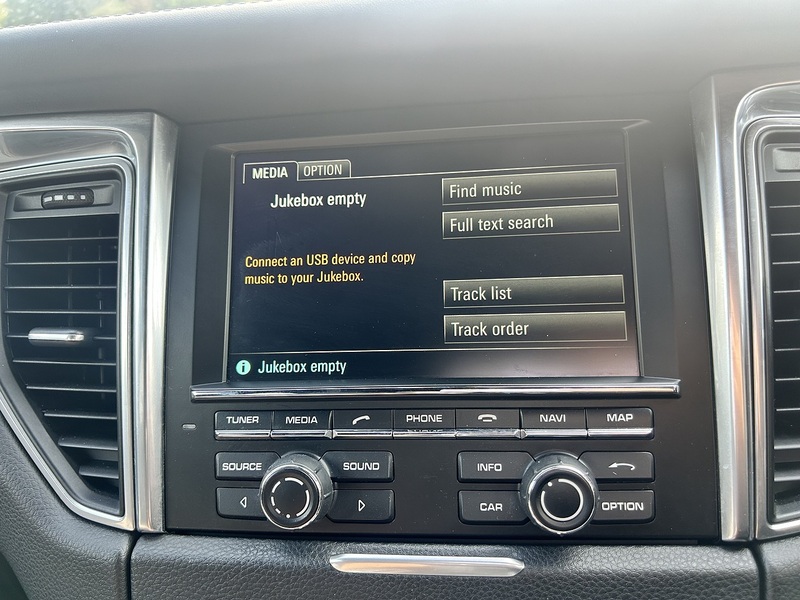 MEDIA OPTION
Jukebox empty
Find music
Full text search
Connect an USB device and copy
music to your Jukebox.
Track list
Track order
i Jukebox empty
TUNER MEDIA PHONE NAVI MAP
SOURCE SOUND INFO
CAR OPTION